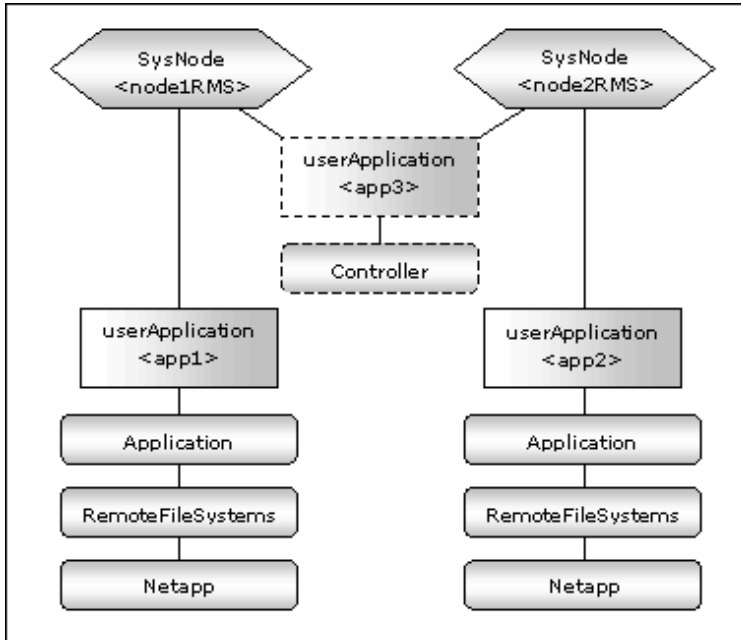 SysNode
<node1RMS>
SysNode
<node2RMS>
userApplication
<app3>
Controller
userApplication
<app1>
userApplication
<app2>
Application
Application
RemoteFileSystems
RemoteFileSystems
Netapp
Netapp